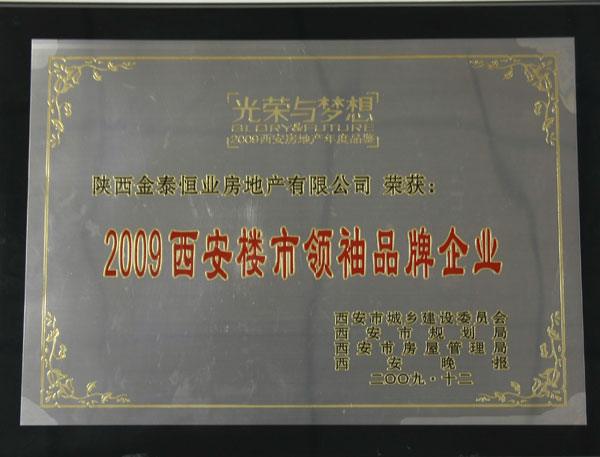 光荣与梦想
GLORY&FUTURE
2009西安房地产年度品鉴
陕西金泰恒业房地产有限公司 荣获：
2009西安楼市领袖品牌企业
西安市城乡建设委员会
西安市规划局
西安市房屋管理局
西安晚报
二〇〇九·十二